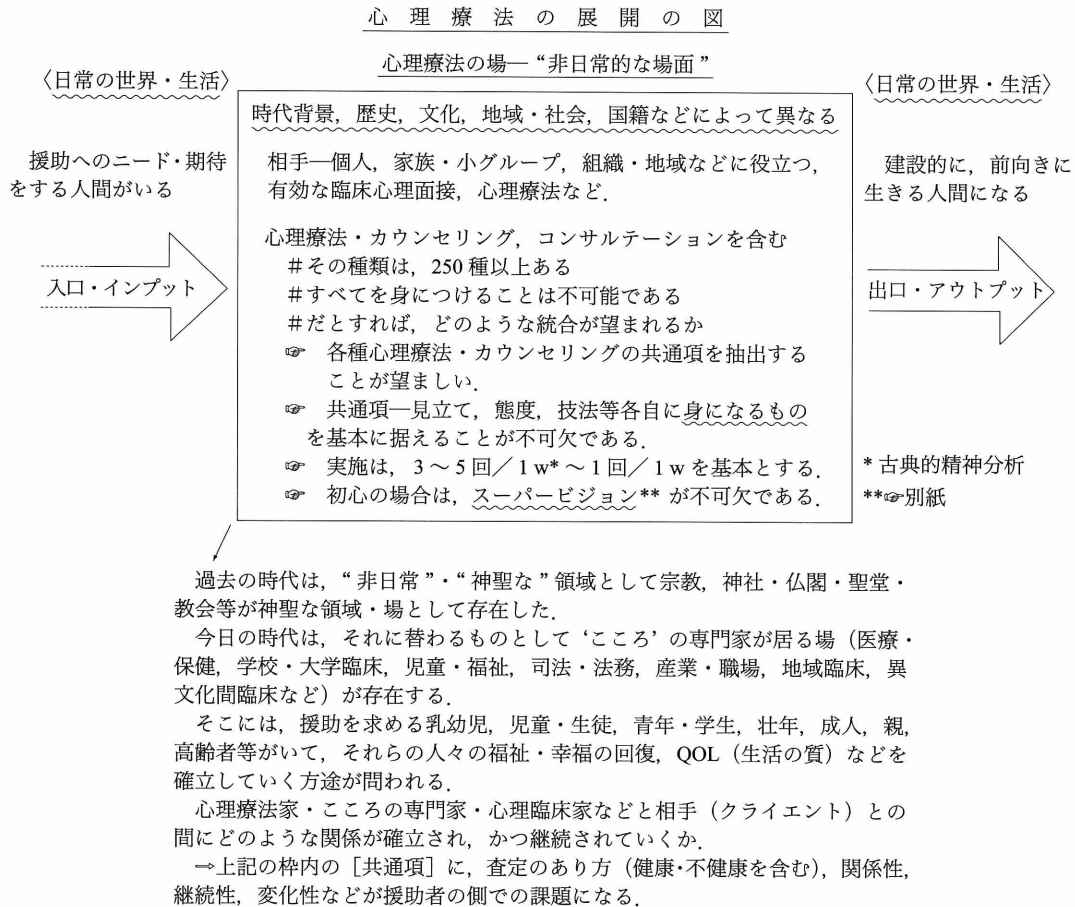 心理療法の展開の図
心理療法の場―“非日常的な場面”
〈日常の世界・生活〉
援助へのニード・期待
をする人間がいる
入口・インプット
時代背景，歴史，文化，地域・社会，国籍などによって異なる
相手―個人，家族・小グループ，組織・地域などに役立つ，
有効な臨床心理面接，心理療法など．
心理療法・カウンセリング，コンサルテーションを含む
＃その種類は，250種以上ある
＃すべてを身につけることは不可能である
＃だとすれば，どのような統合が望まれるか
☞ 各種心理療法・カウンセリングの共通項を抽出する
ことが望ましい．
☞ 共通項―見立て，態度，技法等各自に身になるもの
を基本に据えることが不可欠である．
☞ 実施は，3～5回／1w*～1回／1wを基本とする．
☞ 初心の場合は，スーパービジョン**が不可欠である．
〈日常の世界・生活〉
建設的に，前向きに
生きる人間になる
出口・アウトプット
*古典的精神分析
**☞別紙
過去の時代は，“非日常”・“神聖な”領域として宗教，神社・仏閣・聖堂・
教会等が神聖な領域・場として存在した．
今日の時代は，それに替わるものとして‘こころ’の専門家が居る場（医療・
保健，学校・大学臨床，児童・福祉，司法・法務，産業・職場，地域臨床，異
文化間臨床など）が存在する．
そこには，援助を求める乳幼児，児童・生徒，青年・学生，壮年，成人，親，
高齢者等がいて，それらの人々の福祉・幸福の回復，QOL（生活の質）などを
確立していく方途が問われる．
心理療法家・こころの専門家・心理臨床家などと相手（クライエント）との
間にどのような関係が確立され，かつ継続されていくか．
⇒上記の枠内の［共通項］に，査定のあり方（健康・不健康を含む），関係性，
継続性，変化性などが援助者の側での課題になる．